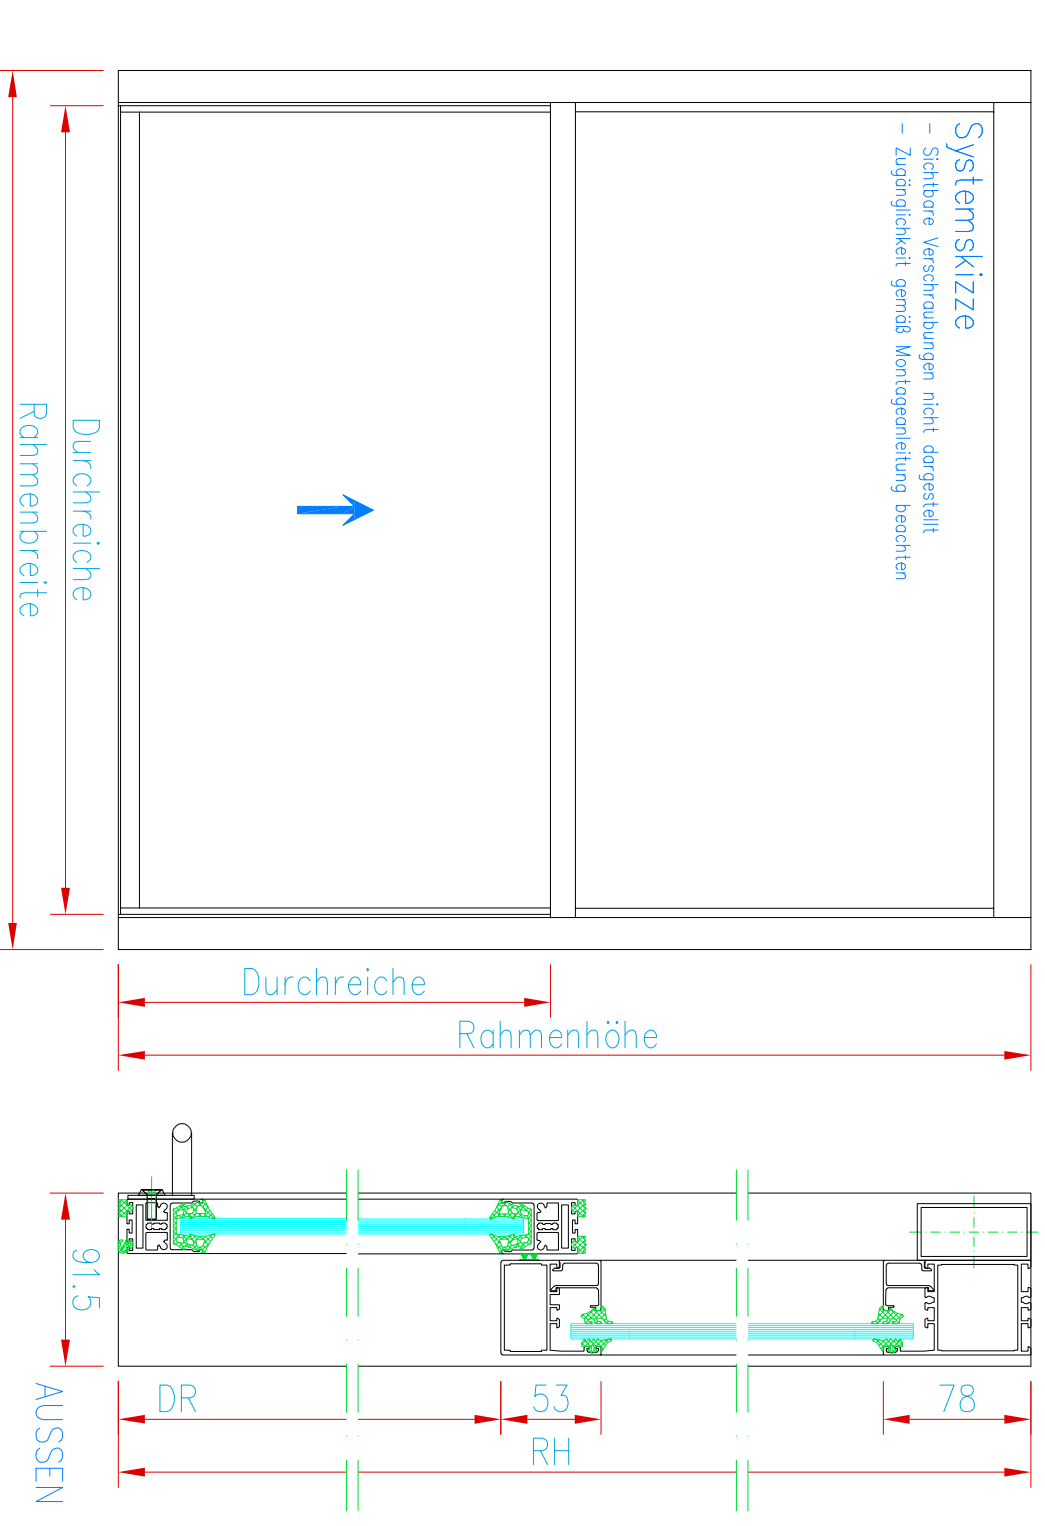 Systemskizze
- Sichtbare Verschraubungen nicht dargestellt
- Zugänglichkeit gemäß Montageanleitung beachten
Durchreiche
Rahmenbreite
Durchreiche
Rahmenhöhe
91.5
AUSSEN
DR
53
78
RH